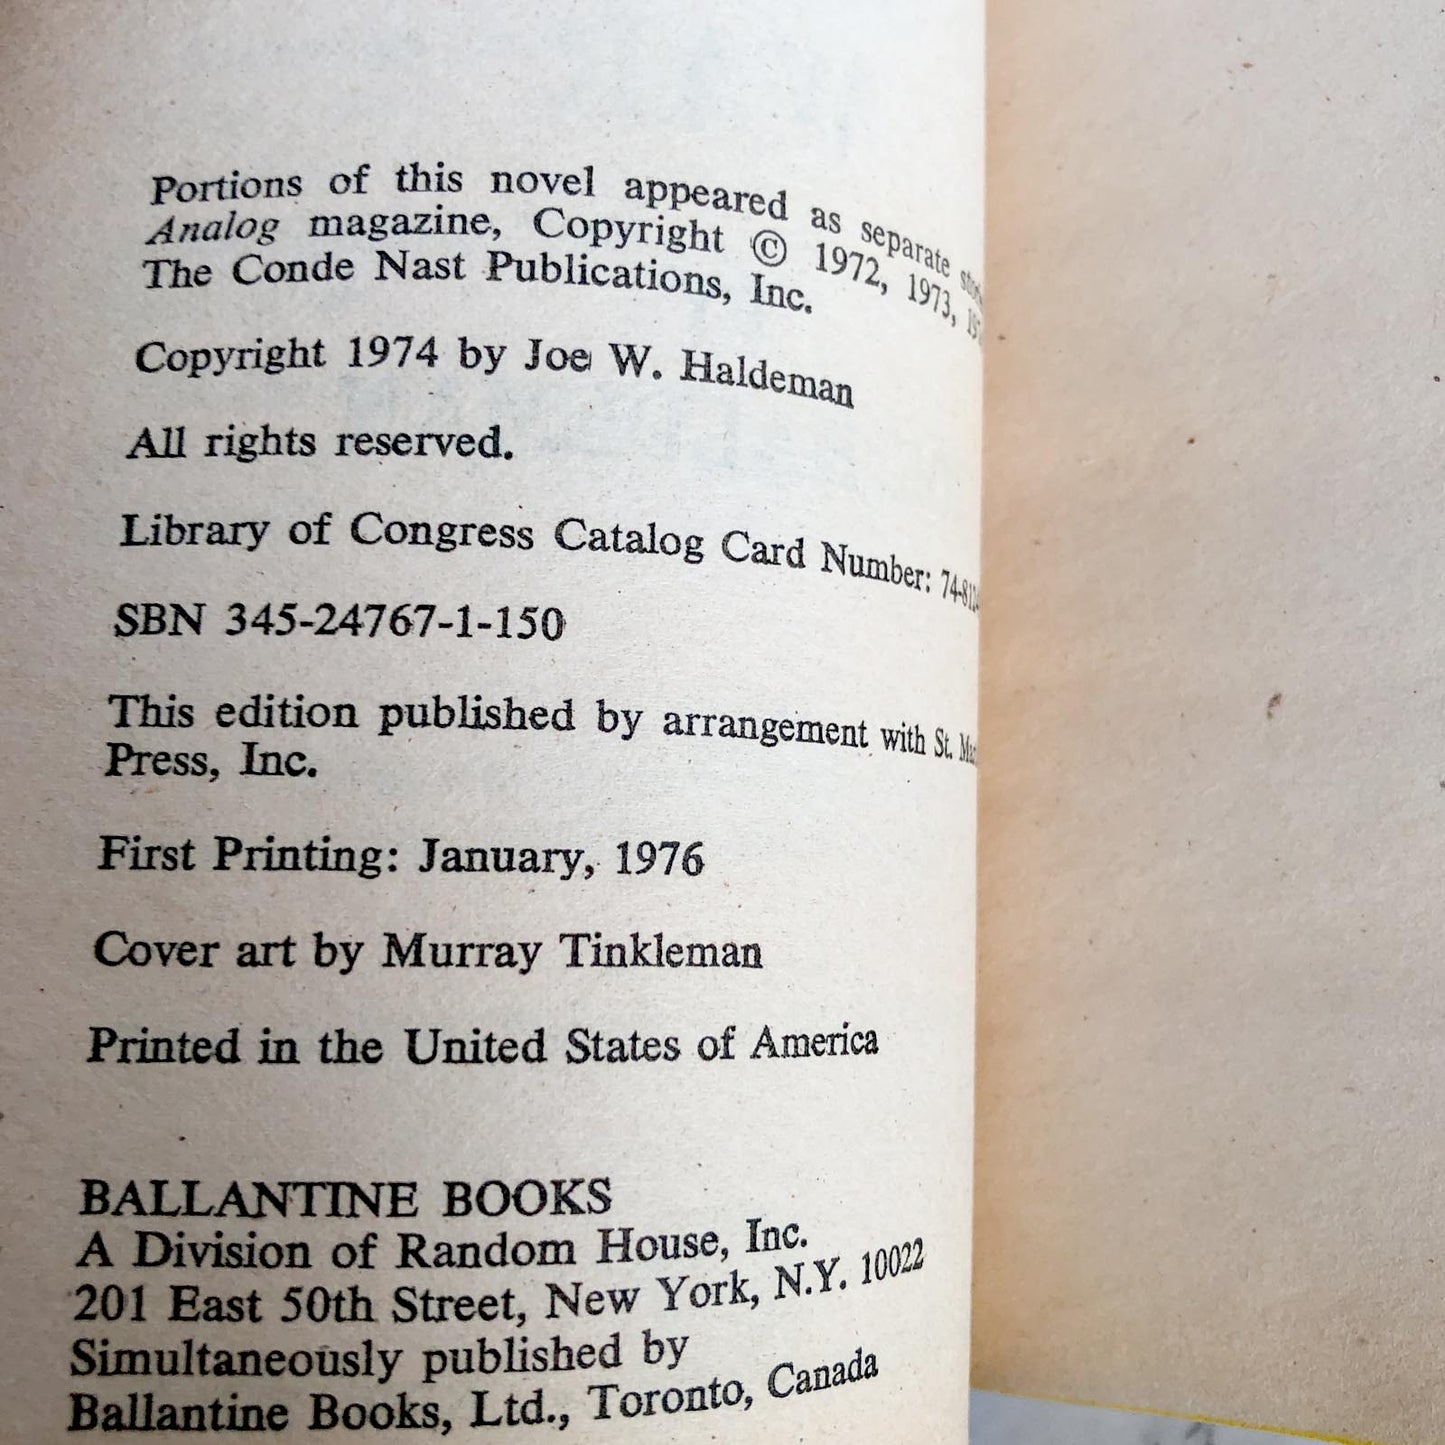 Portions of this novel appeared as separate
Analog magazine, Copyright © 1972, 1973,
The Conde Nast Publications, Inc.
Copyright 1974 by Joe W. Haldeman
All rights reserved.
Library of Congress Catalog Card Number:
SBN 345-24767-1-150
This edition published by arrangement with St.
Press, Inc.
First Printing: January, 1976
Cover art by Murray Tinkleman
Printed in the United States of America
BALLANTINE BOOKS
A Division of Random House, Inc.
201 East 50th Street, New York, N.Y. 10022
Simultaneously published by
Ballantine Books, Ltd., Toronto, Canada